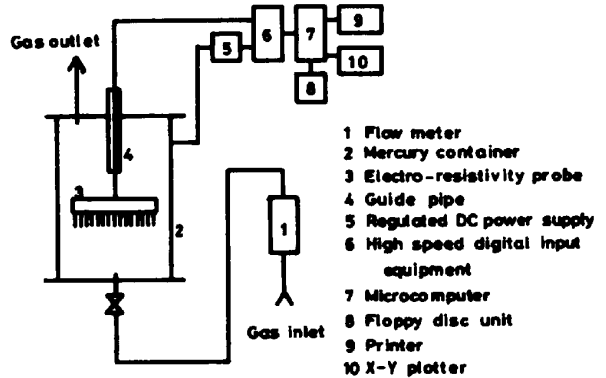 Gas outlet
5
6
7
9
10
8
4
3
2
1
Gas inlet
1 Flow meter
2 Mercury container
3 Electro-resistivity probe
4 Guide pipe
5 Regulated DC power supply
6 High speed digital input
equipment
7 Microcomputer
8 Floppy disc unit
9 Printer
10 X-Y plotter